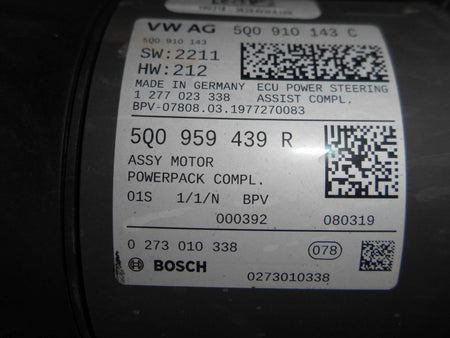 VW AG 5Q0 910 143 C
5Q0 910 143
SW:2211
HW:212
MADE IN GERMANY ECU POWER STEERING
1 277 023 338 ASSIST COMPL.
BPV-07808.03.1977270083
5Q0 959 439 R
ASSY MOTOR
POWERPACK COMPL.
01S 1/1/N BPV
000392 080319
0 273 010 338 078
BOSCH 0273010338